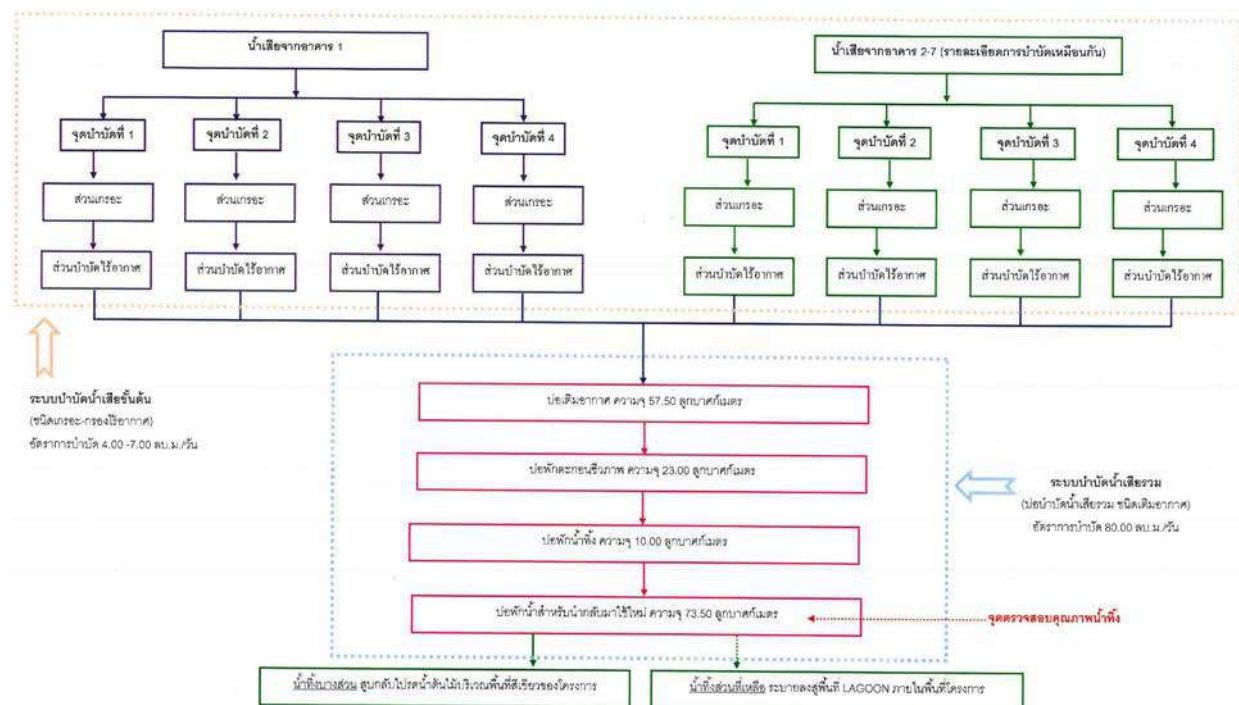 น้ำเสียจากอาคาร 1
น้ำเสียจากอาคาร 2-7 (รายละเอียดการบำบัดเหมือนกัน)
จุดบำบัดที่ 1
จุดบำบัดที่ 2
จุดบำบัดที่ 3
จุดบำบัดที่ 4
จุดบำบัดที่ 1
จุดบำบัดที่ 2
จุดบำบัดที่ 3
จุดบำบัดที่ 4
ส่วนเกรอะ
ส่วนเกรอะ
ส่วนเกรอะ
ส่วนเกรอะ
ส่วนเกรอะ
ส่วนเกรอะ
ส่วนเกรอะ
ส่วนเกรอะ
ส่วนบำบัดไร้อากาศ
ส่วนบำบัดไร้อากาศ
ส่วนบำบัดไร้อากาศ
ส่วนบำบัดไร้อากาศ
ส่วนบำบัดไร้อากาศ
ส่วนบำบัดไร้อากาศ
ส่วนบำบัดไร้อากาศ
ส่วนบำบัดไร้อากาศ
ระบบบำบัดน้ำเสียขั้นต้น
(ชนิดเกรอะ-กรองไร้อากาศ)
อัตราการบำบัด 4.00 -7.00 ลบ.ม./วัน
บ่อเติมอากาศ ความจุ 57.50 ลูกบาศก์เมตร
บ่อพักตะกอนชีวภาพ ความจุ 23.00 ลูกบาศก์เมตร
บ่อพักน้ำทิ้ง ความจุ 10.00 ลูกบาศก์เมตร
บ่อพักน้ำสำหรับนำกลับมาใช้ใหม่ ความจุ 73.50 ลูกบาศก์เมตร
ระบบบำบัดน้ำเสียรวม
(บ่อบำบัดน้ำเสียรวม ชนิดเติมอากาศ)
อัตราการบำบัด 80.00 ลบ.ม./วัน
จุดตรวจสอบคุณภาพน้ำทิ้ง
น้ำทิ้งบางส่วน สูบกลับไปรดน้ำต้นไม้บริเวณพื้นที่สีเขียวของโครงการ
น้ำทิ้งส่วนที่เหลือ ระบายลงสู่พื้นที่ LAGOON ภายในพื้นที่โครงการ